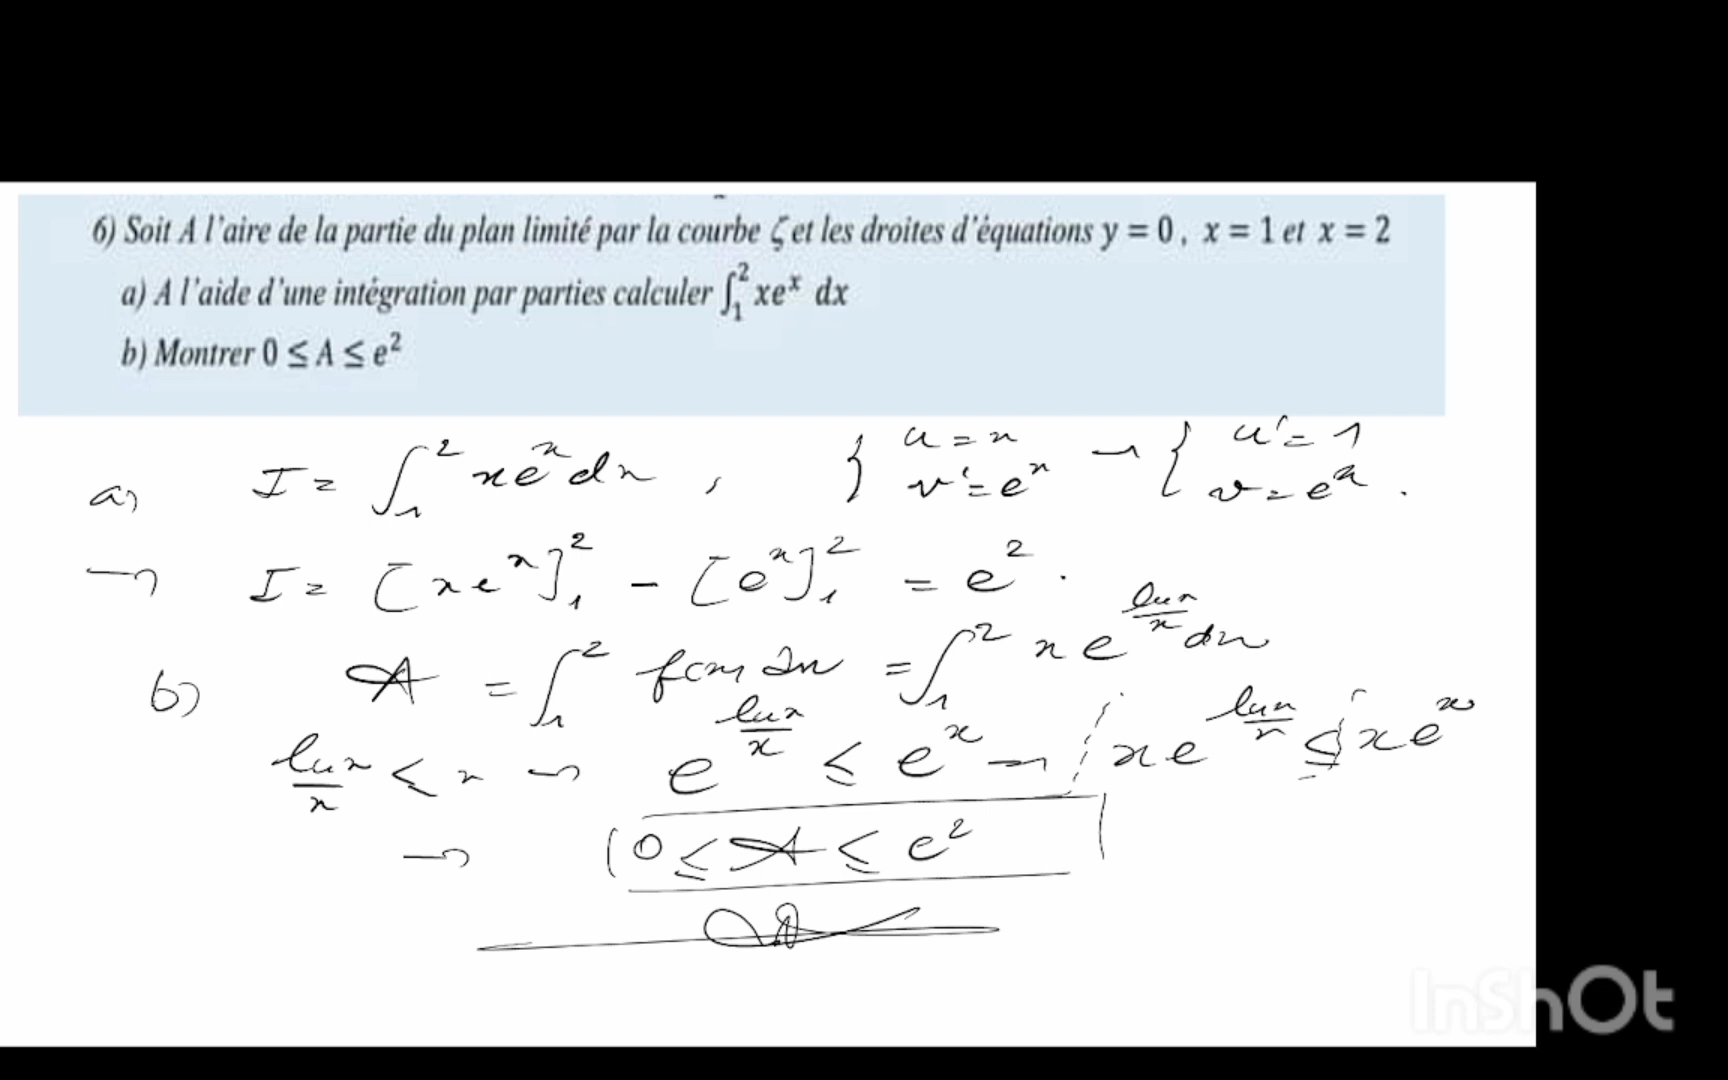 6) Soit A l'aire de la partie du plan limité par la courbe ζ et les droites d'équations y = 0 , x = 1 et x = 2
a) A l'aide d'une intégration par parties calculer ∫₁² xeˣ dx
b) Montrer 0 ≤ A ≤ e²
a) I = ∫₁² xeˣ dx , { u = x v' = eˣ → { u' = 1 v = eˣ .
→ I = [xeˣ]₁² - [eˣ]₁² = e² .
b) A = ∫₁² f(x) dx = ∫₁² x e^(ln x / x) dx
ln x / x < x → e^(ln x / x) ≤ eˣ → x e^(ln x / x) ≤ xeˣ
→ 0 ≤ A ≤ e²
InShOt